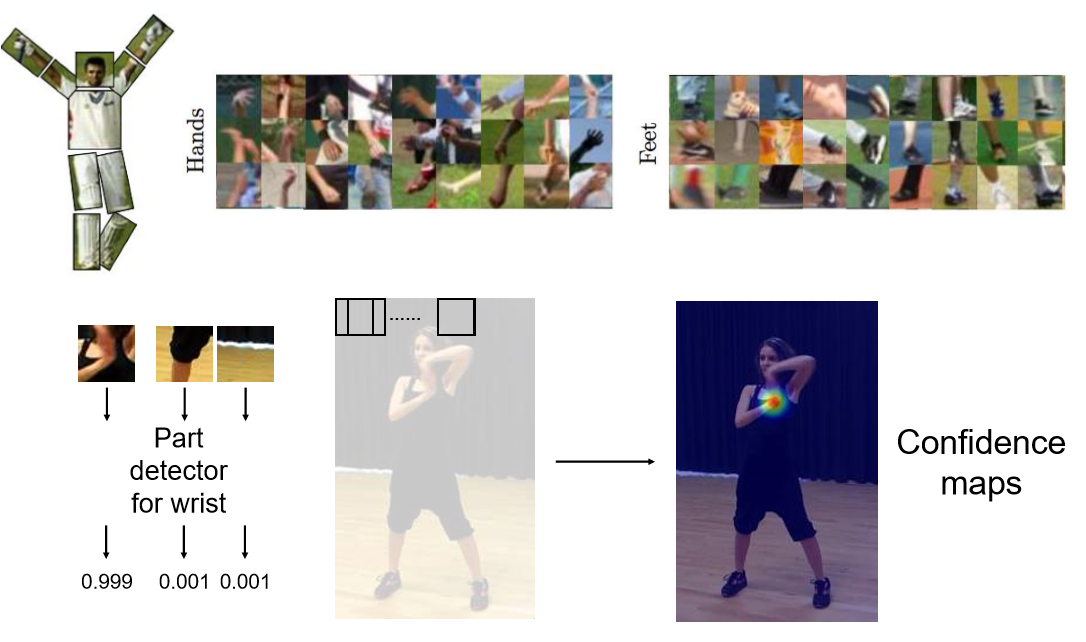 Hands
Feet
......
Part
detector
for wrist
0.999 0.001 0.001
Confidence
maps